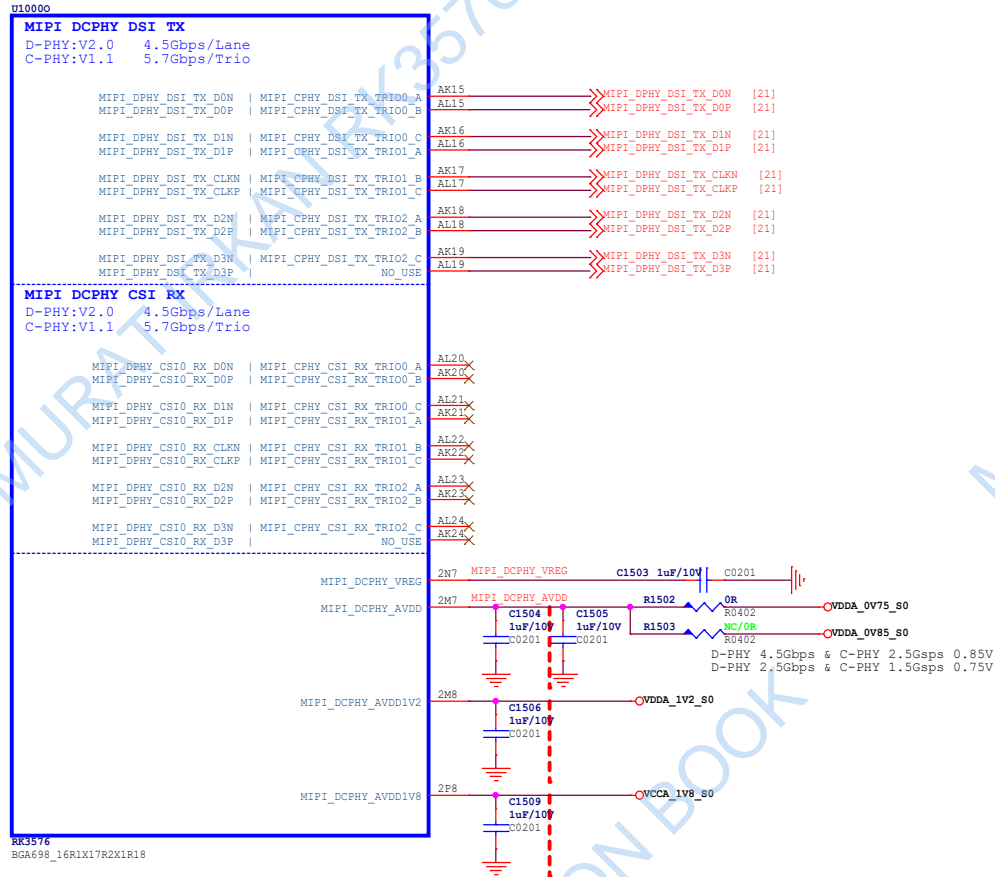 U1000O
MIPI DCPHY DSI TX
D-PHY:V2.0 4.5Gbps/Lane
C-PHY:V1.1 5.7Gbps/Trio
MIPI_DPHY_DSI_TX_D0N | MIPI_CPHY_DSI_TX_TRIO0_A AK15 MIPI_DPHY_DSI_TX_D0N [21]
MIPI_DPHY_DSI_TX_D0P | MIPI_CPHY_DSI_TX_TRIO0_B AL15 MIPI_DPHY_DSI_TX_D0P [21]
MIPI_DPHY_DSI_TX_D1N | MIPI_CPHY_DSI_TX_TRIO0_C AK16 MIPI_DPHY_DSI_TX_D1N [21]
MIPI_DPHY_DSI_TX_D1P | MIPI_CPHY_DSI_TX_TRIO1_A AL16 MIPI_DPHY_DSI_TX_D1P [21]
MIPI_DPHY_DSI_TX_CLKN | MIPI_CPHY_DSI_TX_TRIO1_B AK17 MIPI_DPHY_DSI_TX_CLKN [21]
MIPI_DPHY_DSI_TX_CLKP | MIPI_CPHY_DSI_TX_TRIO1_C AL17 MIPI_DPHY_DSI_TX_CLKP [21]
MIPI_DPHY_DSI_TX_D2N | MIPI_CPHY_DSI_TX_TRIO2_A AK18 MIPI_DPHY_DSI_TX_D2N [21]
MIPI_DPHY_DSI_TX_D2P | MIPI_CPHY_DSI_TX_TRIO2_B AL18 MIPI_DPHY_DSI_TX_D2P [21]
MIPI_DPHY_DSI_TX_D3N | MIPI_CPHY_DSI_TX_TRIO2_C AK19 MIPI_DPHY_DSI_TX_D3N [21]
MIPI_DPHY_DSI_TX_D3P | NO_USE AL19 MIPI_DPHY_DSI_TX_D3P [21]
MIPI DCPHY CSI RX
D-PHY:V2.0 4.5Gbps/Lane
C-PHY:V1.1 5.7Gbps/Trio
MIPI_DPHY_CSI0_RX_D0N | MIPI_CPHY_CSI_RX_TRIO0_A AL20
MIPI_DPHY_CSI0_RX_D0P | MIPI_CPHY_CSI_RX_TRIO0_B AK20
MIPI_DPHY_CSI0_RX_D1N | MIPI_CPHY_CSI_RX_TRIO0_C AL21
MIPI_DPHY_CSI0_RX_D1P | MIPI_CPHY_CSI_RX_TRIO1_A AK21
MIPI_DPHY_CSI0_RX_CLKN | MIPI_CPHY_CSI_RX_TRIO1_B AL22
MIPI_DPHY_CSI0_RX_CLKP | MIPI_CPHY_CSI_RX_TRIO1_C AK22
MIPI_DPHY_CSI0_RX_D2N | MIPI_CPHY_CSI_RX_TRIO2_A AL23
MIPI_DPHY_CSI0_RX_D2P | MIPI_CPHY_CSI_RX_TRIO2_B AK23
MIPI_DPHY_CSI0_RX_D3N | MIPI_CPHY_CSI_RX_TRIO2_C AL24
MIPI_DPHY_CSI0_RX_D3P | NO_USE AK24
MIPI_DCPHY_VREG 2N7 MIPI_DCPHY_VREG C1503 1uF/10V C0201
MIPI_DCPHY_AVDD 2M7 MIPI_DCPHY_AVDD R1502 0R VDDA_0V75_S0
R0402
C1504 C1505 R1503 NC/0R VDDA_0V85_S0
1uF/10V 1uF/10V R0402
C0201 C0201
D-PHY 4.5Gbps & C-PHY 2.5Gsps 0.85V
D-PHY 2.5Gbps & C-PHY 1.5Gsps 0.75V
MIPI_DCPHY_AVDD1V2 2M8 VDDA_1V2_S0
C1506
1uF/10V
C0201
MIPI_DCPHY_AVDD1V8 2P8 VCCA_1V8_S0
C1509
1uF/10V
C0201
RK3576
BGA698_16R1X17R2X1R18
MURAT IRKAN RK3576
ON BOOK